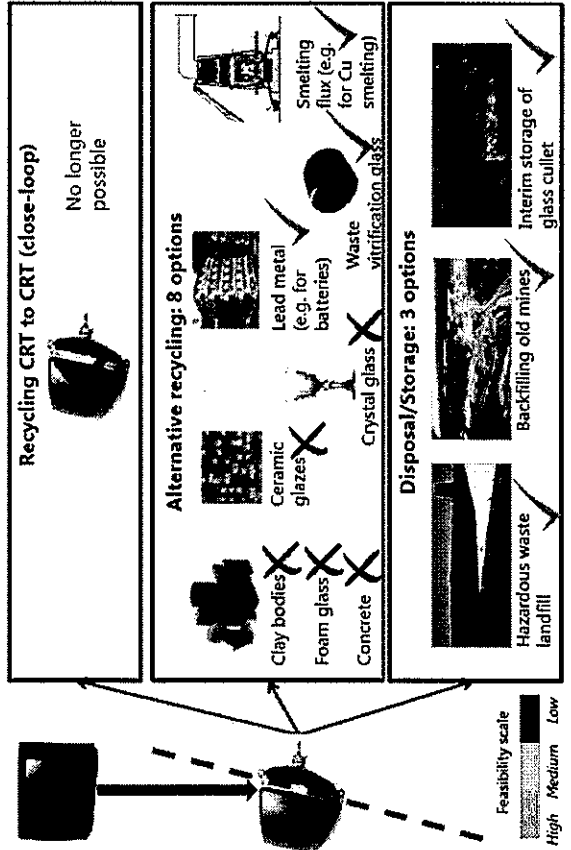 Recycling CRT to CRT (close-loop)
No longer
possible
Alternative recycling: 8 options
Clay bodies
Foam glass
Concrete
Ceramic
glazes
Crystal glass
Lead metal
(e.g. for
batteries)
Waste
vitrification glass
Smelting
flux (e.g.
for Cu
smelting)
Disposal/Storage: 3 options
Hazardous waste
landfill
Backfilling old mines
Interim storage of
glass cullet
Feasibility scale
High Medium Low